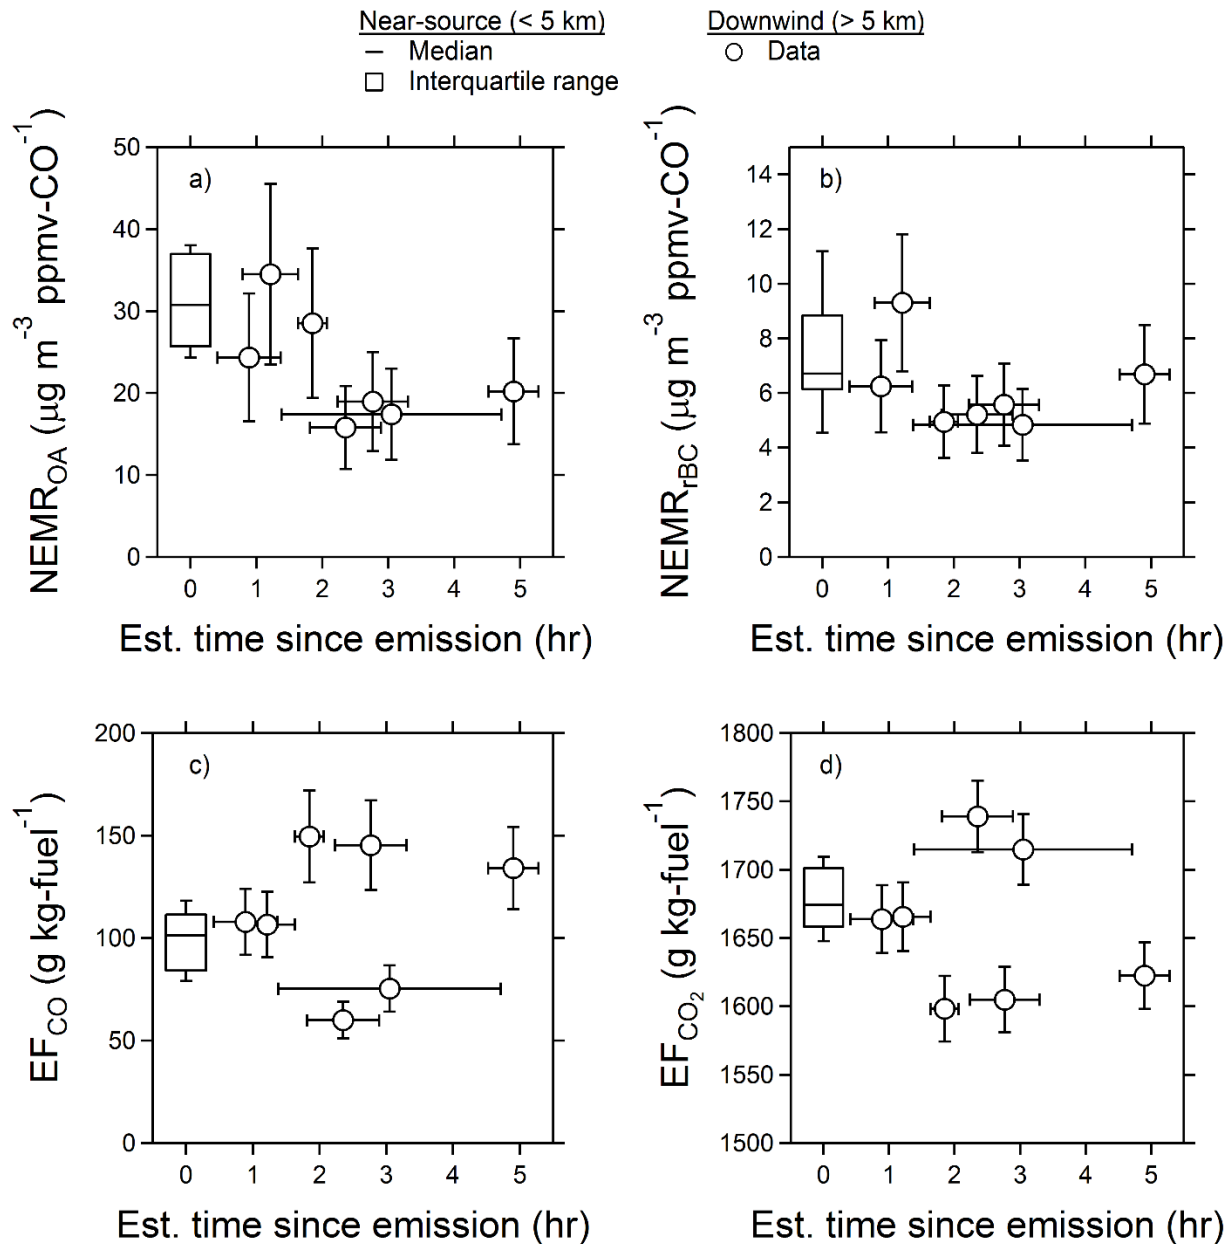 Near-source (< 5 km)
Median
Interquartile range
Downwind (> 5 km)
Data
a)
NEMR_OA (µg m⁻³ ppmv-CO⁻¹)
50
40
30
20
10
0
0 1 2 3 4 5
Est. time since emission (hr)
b)
NEMR_rBC (µg m⁻³ ppmv-CO⁻¹)
14
12
10
8
6
4
2
0
0 1 2 3 4 5
Est. time since emission (hr)
c)
EF_CO (g kg-fuel⁻¹)
200
150
100
50
0
0 1 2 3 4 5
Est. time since emission (hr)
d)
EF_CO₂ (g kg-fuel⁻¹)
1800
1750
1700
1650
1600
1550
1500
0 1 2 3 4 5
Est. time since emission (hr)